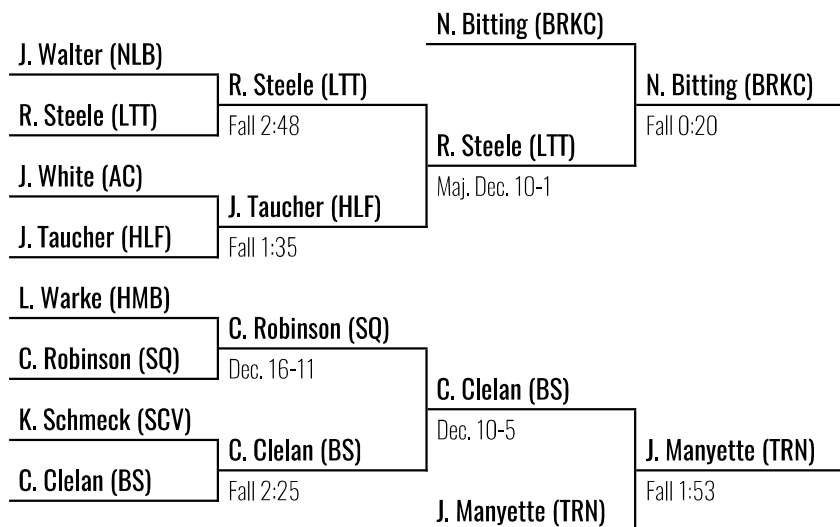 N. Bitting (BRKC)
J. Walter (NLB)
R. Steele (LTT)
N. Bitting (BRKC)
R. Steele (LTT)
Fall 2:48
Fall 0:20
R. Steele (LTT)
J. White (AC)
Maj. Dec. 10-1
J. Taucher (HLF)
J. Taucher (HLF)
Fall 1:35
L. Warke (HMB)
C. Robinson (SQ)
C. Robinson (SQ)
Dec. 16-11
C. Clelan (BS)
K. Schmeck (SCV)
Dec. 10-5
C. Clelan (BS)
J. Manyette (TRN)
C. Clelan (BS)
Fall 2:25
Fall 1:53
J. Manyette (TRN)